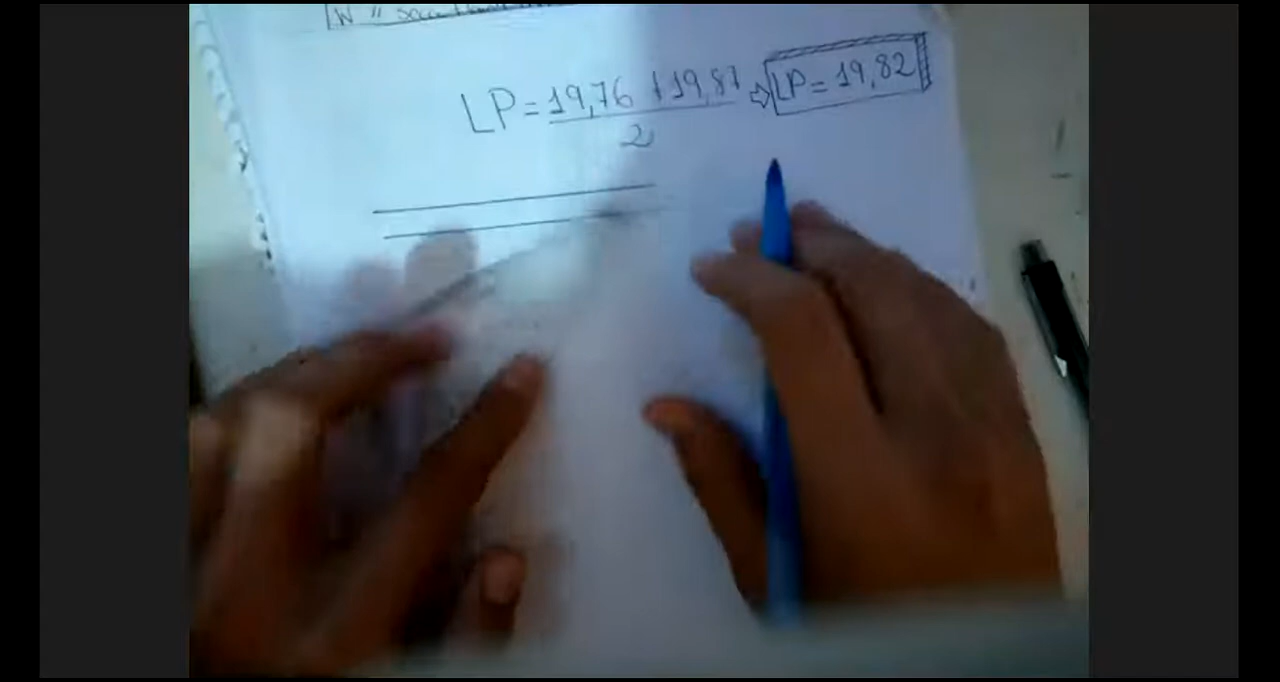 LP = 19,76 + 19,87 ⇨ LP = 19,82
2